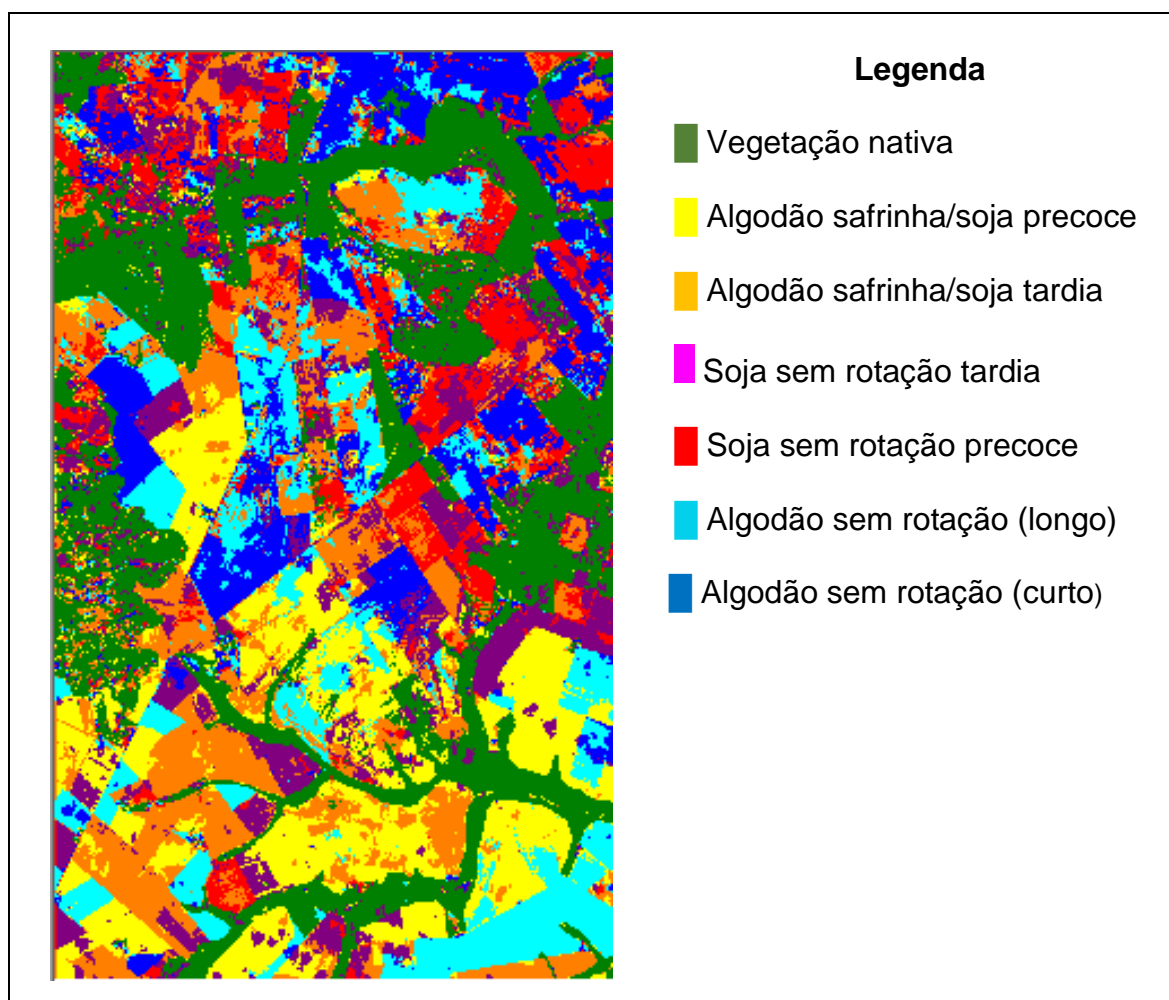 Legenda
Vegetação nativa
Algodão safrinha/soja precoce
Algodão safrinha/soja tardia
Soja sem rotação tardia
Soja sem rotação precoce
Algodão sem rotação (longo)
Algodão sem rotação (curto)